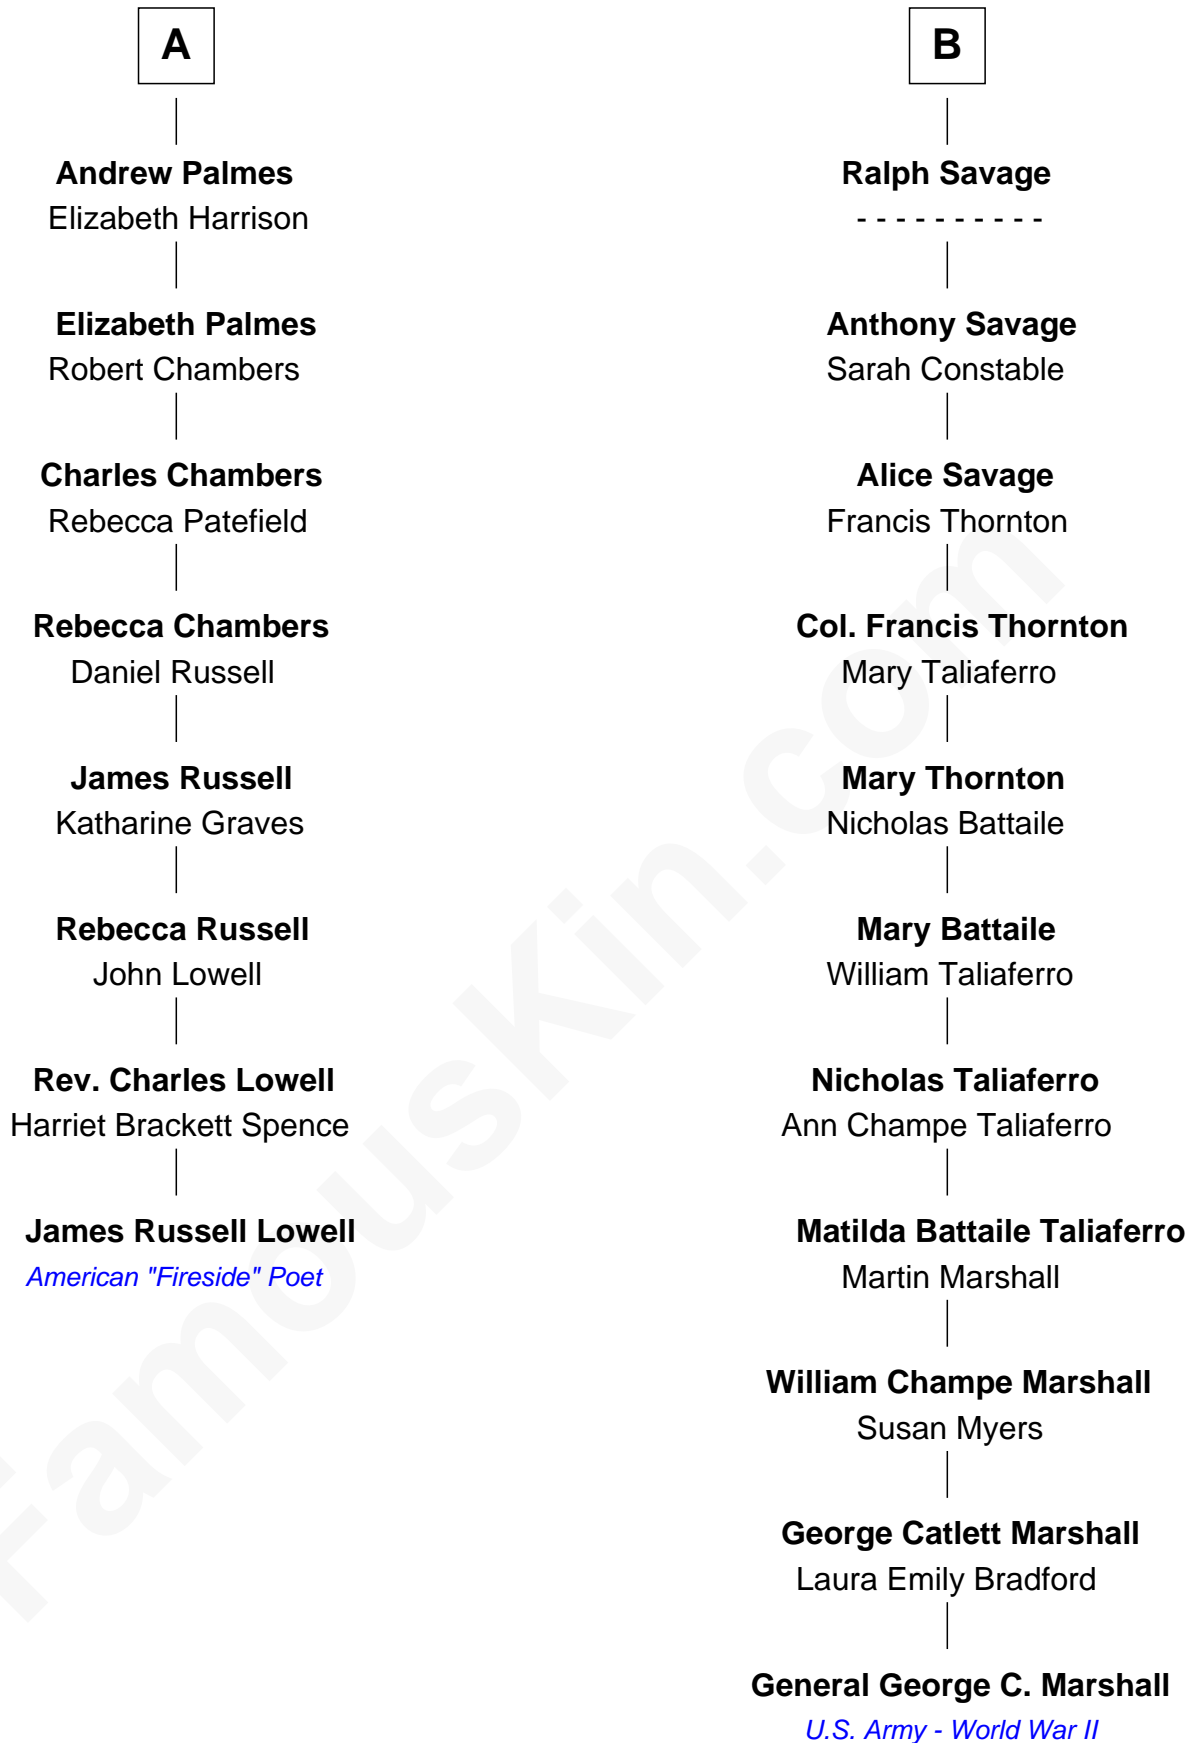 A
Andrew Palmes
Elizabeth Harrison
Elizabeth Palmes
Robert Chambers
Charles Chambers
Rebecca Patefield
Rebecca Chambers
Daniel Russell
James Russell
Katharine Graves
Rebecca Russell
John Lowell
Rev. Charles Lowell
Harriet Brackett Spence
James Russell Lowell
American "Fireside" Poet
B
Ralph Savage
- - - - - - - - - -
Anthony Savage
Sarah Constable
Alice Savage
Francis Thornton
Col. Francis Thornton
Mary Taliaferro
Mary Thornton
Nicholas Battaile
Mary Battaile
William Taliaferro
Nicholas Taliaferro
Ann Champe Taliaferro
Matilda Battaile Taliaferro
Martin Marshall
William Champe Marshall
Susan Myers
George Catlett Marshall
Laura Emily Bradford
General George C. Marshall
U.S. Army - World War II
FamousKin.com